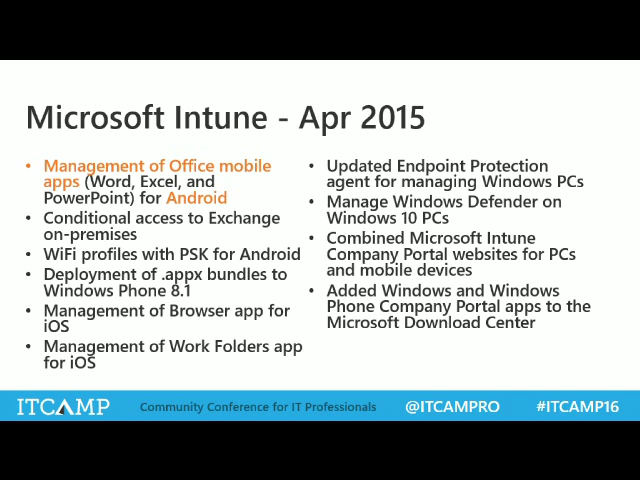 Microsoft Intune - Apr 2015
• Management of Office mobile
apps (Word, Excel, and
PowerPoint) for Android
• Conditional access to Exchange
on-premises
• WiFi profiles with PSK for Android
• Deployment of .appx bundles to
Windows Phone 8.1
• Management of Browser app for
iOS
• Management of Work Folders app
for iOS
• Updated Endpoint Protection
agent for managing Windows PCs
• Manage Windows Defender on
Windows 10 PCs
• Combined Microsoft Intune
Company Portal websites for PCs
and mobile devices
• Added Windows and Windows
Phone Company Portal apps to the
Microsoft Download Center
ITCAMP
Community Conference for IT Professionals
@ITCAMPRO
#ITCAMP16